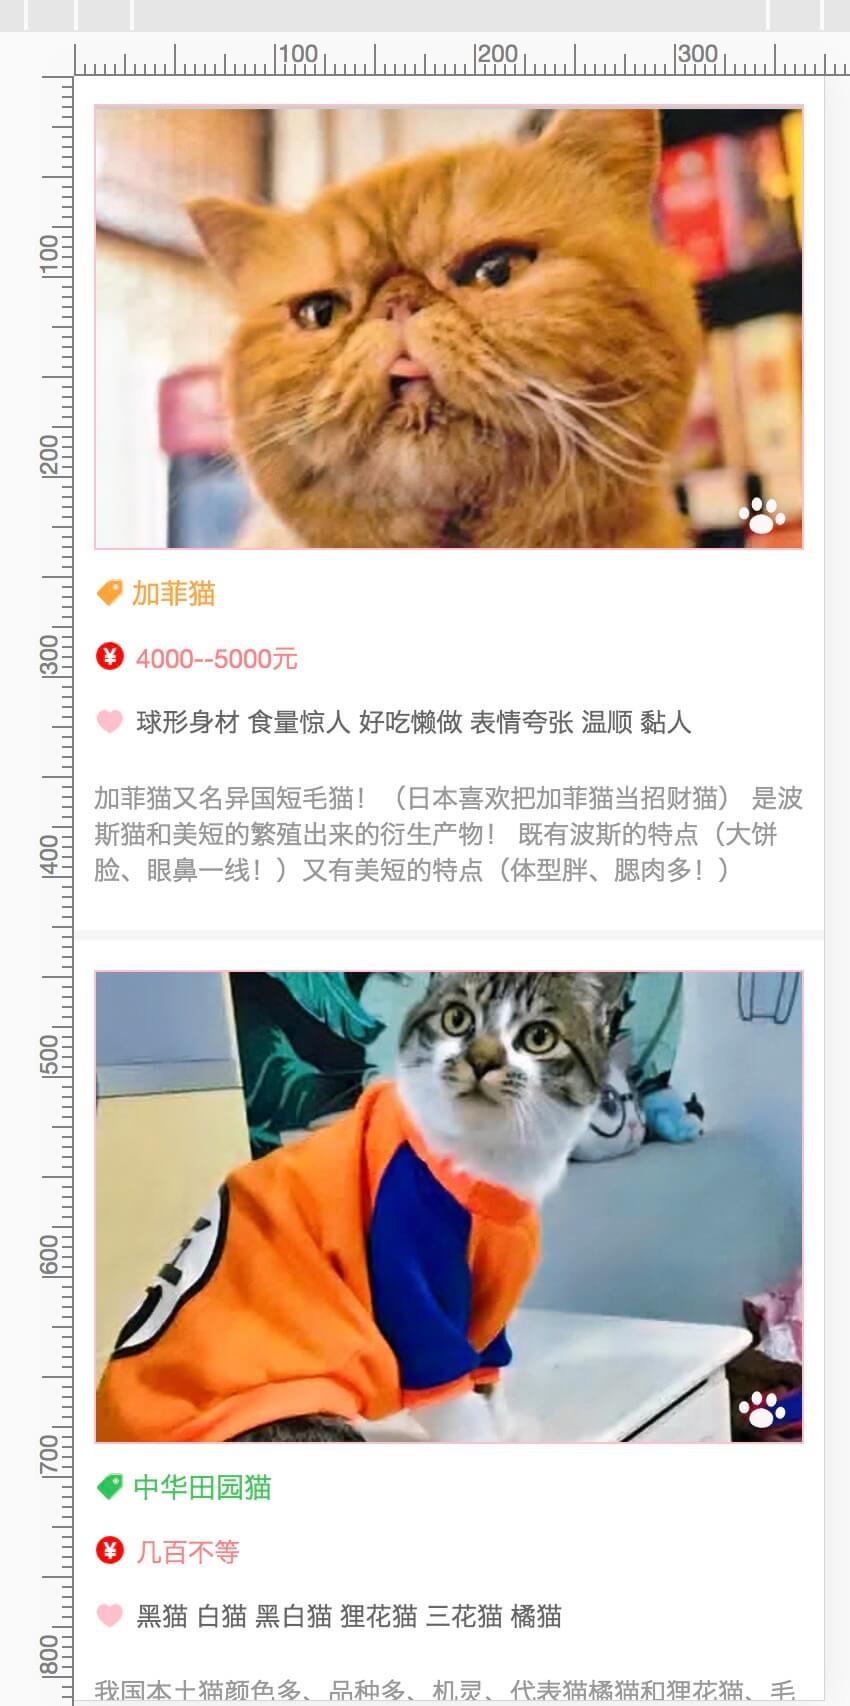 100
200
300
100
200
300
400
500
600
700
800
加菲猫
¥ 4000--5000元
球形身材 食量惊人 好吃懒做 表情夸张 温顺 黏人
加菲猫又名异国短毛猫！（日本喜欢把加菲猫当招财猫） 是波
斯猫和美短的繁殖出来的衍生产物！ 既有波斯的特点（大饼
脸、眼鼻一线！）又有美短的特点（体型胖、腮肉多！）
中华田园猫
¥ 几百不等
黑猫 白猫 黑白猫 狸花猫 三花猫 橘猫
我国本土猫颜色多、品种多、机灵、代表猫橘猫和狸花猫、毛